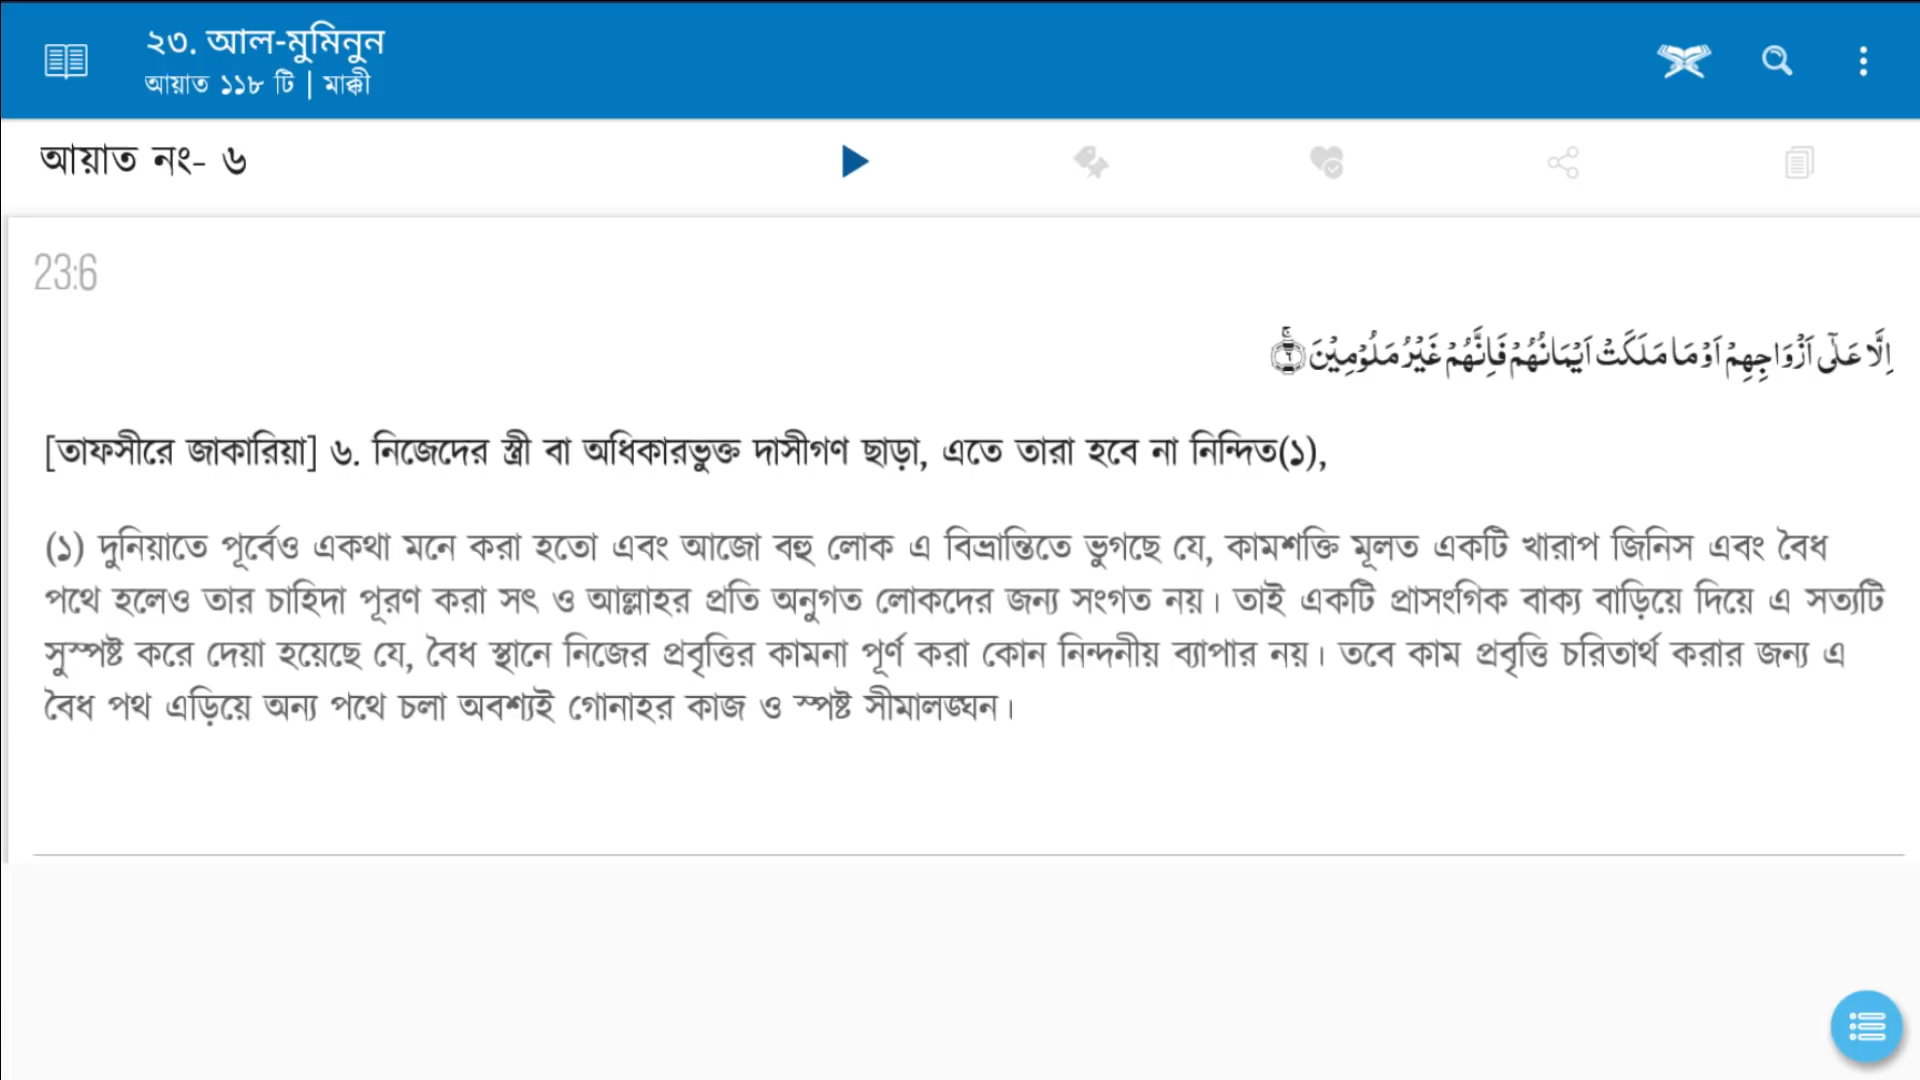 ২৩. আল-মুমিনুন
আয়াত ১১৮ টি | মাক্কী
আয়াত নং- ৬
23:6
اِلَّا عَلٰٓى اَزْوَاجِهِمْ اَوْ مَا مَلَكَتْ اَيْمَانُهُمْ فَاِنَّهُمْ غَيْرُ مَلُوْمِيْنَ ۚ۝٦
[তাফসীরে জাকারিয়া] ৬. নিজেদের স্ত্রী বা অধিকারভুক্ত দাসীগণ ছাড়া, এতে তারা হবে না নিন্দিত(১),
(১) দুনিয়াতে পূর্বেও একথা মনে করা হতো এবং আজো বহু লোক এ বিভ্রান্তিতে ভুগছে যে, কামশক্তি মূলত একটি খারাপ জিনিস এবং বৈধ
পথে হলেও তার চাহিদা পূরণ করা সৎ ও আল্লাহর প্রতি অনুগত লোকদের জন্য সংগত নয়। তাই একটি প্রাসংগিক বাক্য বাড়িয়ে দিয়ে এ সত্যটি
সুস্পষ্ট করে দেয়া হয়েছে যে, বৈধ স্থানে নিজের প্রবৃত্তির কামনা পূর্ণ করা কোন নিন্দনীয় ব্যাপার নয়। তবে কাম প্রবৃত্তি চরিতার্থ করার জন্য এ
বৈধ পথ এড়িয়ে অন্য পথে চলা অবশ্যই গোনাহর কাজ ও স্পষ্ট সীমালঙ্ঘন।